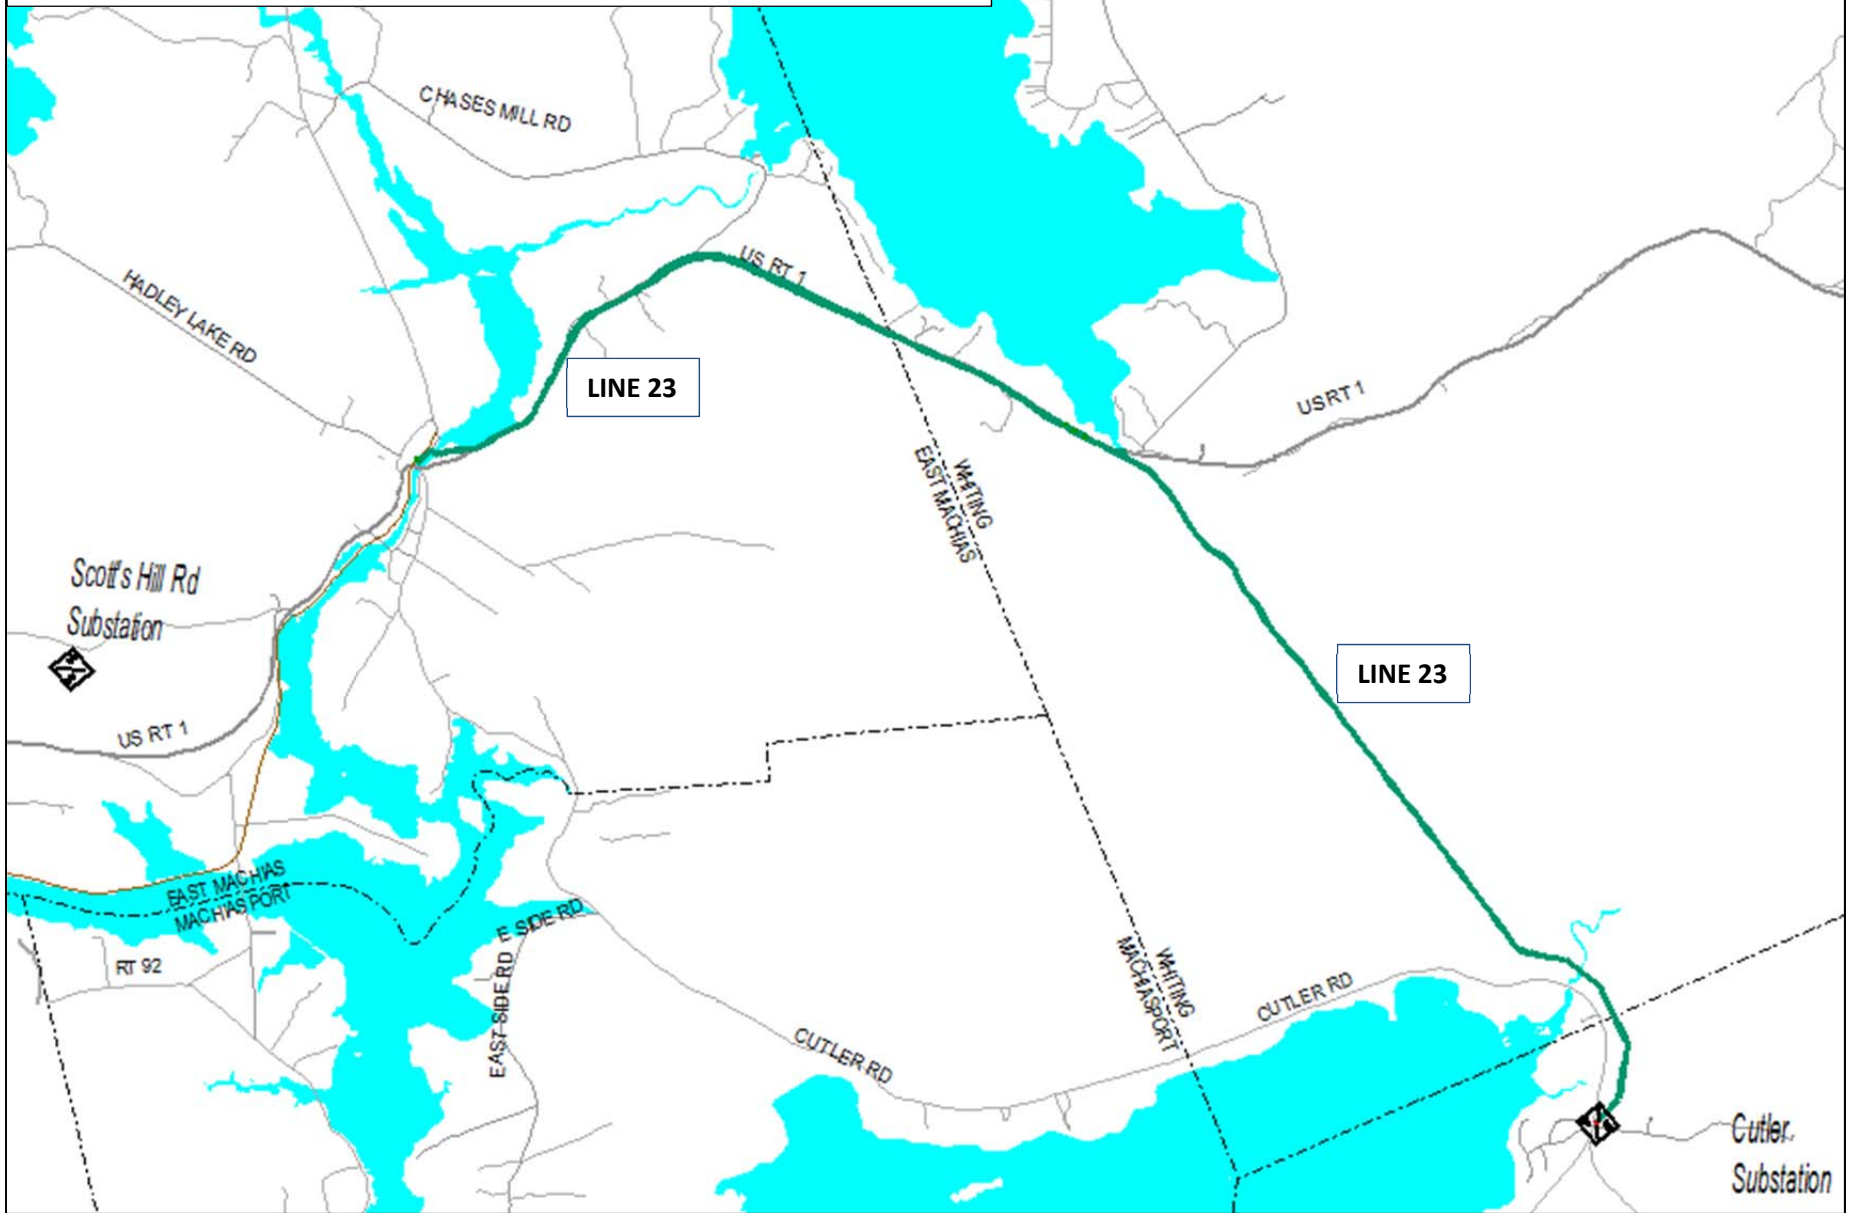 CHASES MILL RD
US RT 1
HADLEY LAKE RD
LINE 23
US RT 1
WHITING
EAST MACHIAS
Scott's Hill Rd
Substation
LINE 23
US RT 1
EAST MACHIAS
MACHIASPORT
E SIDE RD
RT 92
EAST SIDE RD
WHITING
MACHIASPORT
CUTLER RD
CUTLER RD
Cutler
Substation